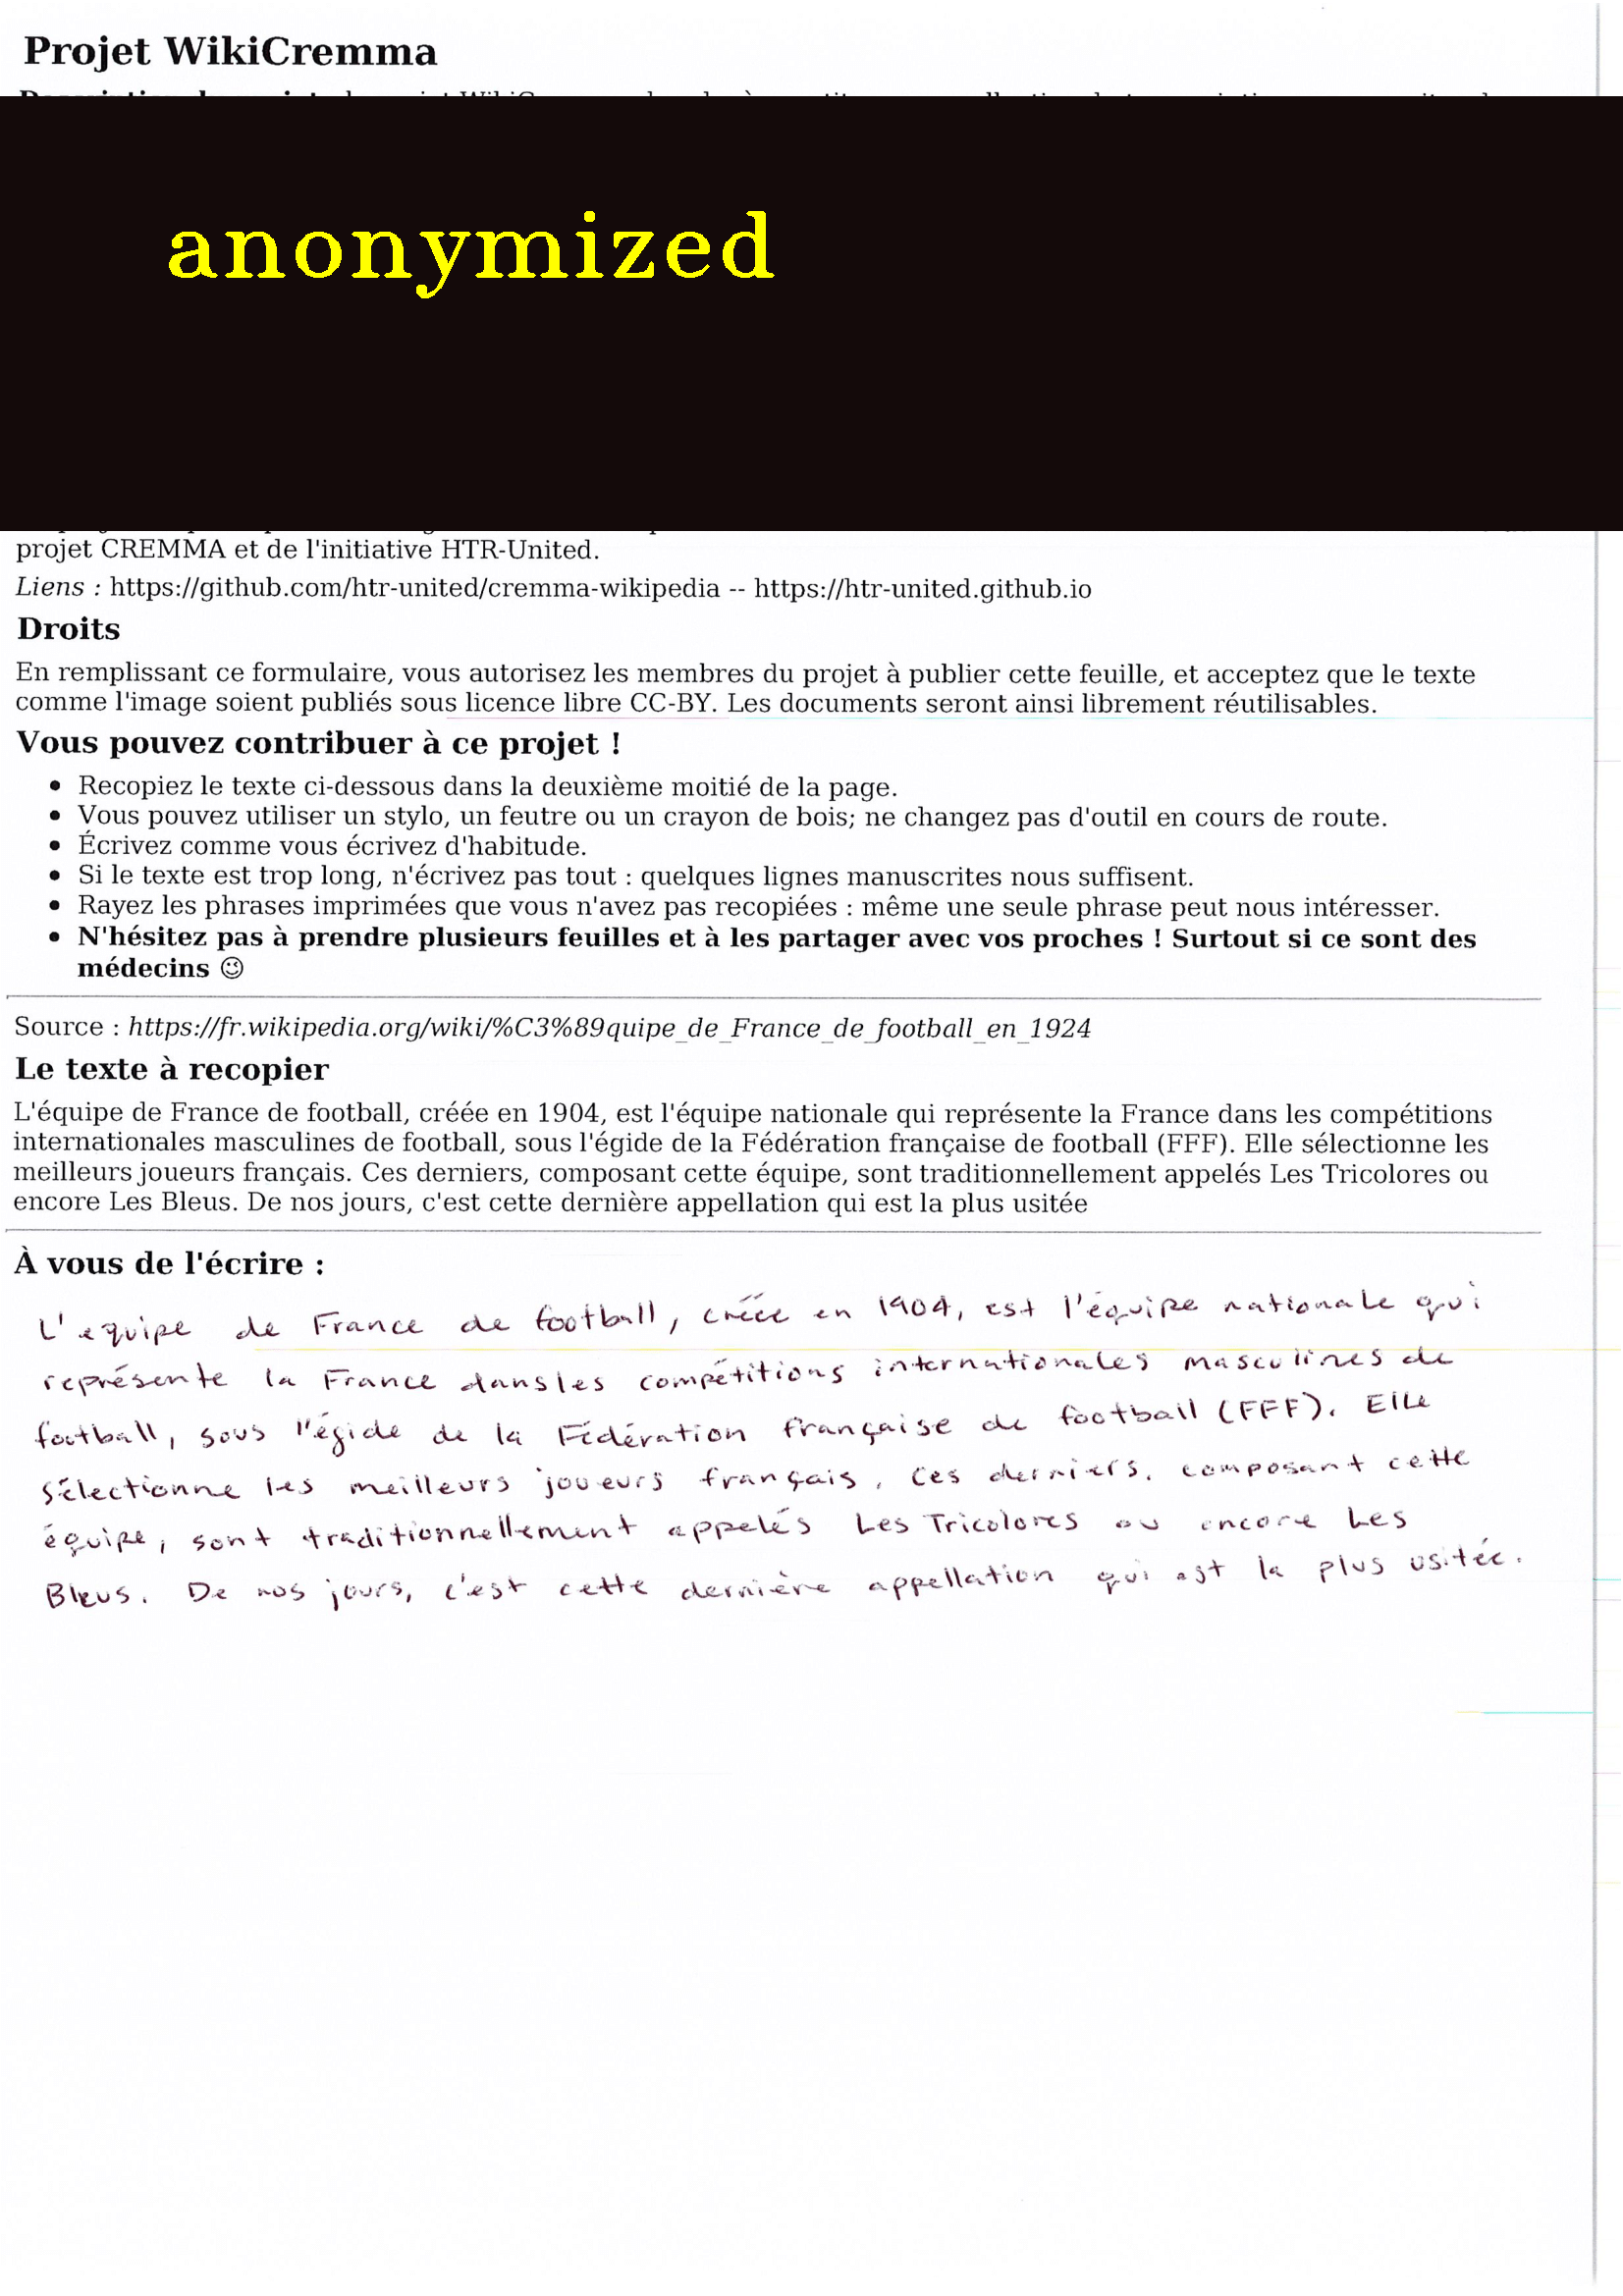 Projet WikiCremma
anonymized
projet CREMMA et de l'initiative HTR-United.
Liens : https://github.com/htr-united/cremma-wikipedia -- https://htr-united.github.io
Droits
En remplissant ce formulaire, vous autorisez les membres du projet à publier cette feuille, et acceptez que le texte
comme l'image soient publiés sous licence libre CC-BY. Les documents seront ainsi librement réutilisables.
Vous pouvez contribuer à ce projet !
• Recopiez le texte ci-dessous dans la deuxième moitié de la page.
• Vous pouvez utiliser un stylo, un feutre ou un crayon de bois; ne changez pas d'outil en cours de route.
• Écrivez comme vous écrivez d'habitude.
• Si le texte est trop long, n'écrivez pas tout : quelques lignes manuscrites nous suffisent.
• Rayez les phrases imprimées que vous n'avez pas recopiées : même une seule phrase peut nous intéresser.
• N'hésitez pas à prendre plusieurs feuilles et à les partager avec vos proches ! Surtout si ce sont des
médecins ☺
Source : https://fr.wikipedia.org/wiki/%C3%89quipe_de_France_de_football_en_1924
Le texte à recopier
L'équipe de France de football, créée en 1904, est l'équipe nationale qui représente la France dans les compétitions
internationales masculines de football, sous l'égide de la Fédération française de football (FFF). Elle sélectionne les
meilleurs joueurs français. Ces derniers, composant cette équipe, sont traditionnellement appelés Les Tricolores ou
encore Les Bleus. De nos jours, c'est cette dernière appellation qui est la plus usitée
À vous de l'écrire :
L'equipe de France de football, créée en 1904, est l'équipe nationale qui
représente la France dans les compétitions internationales masculines de
football, sous l'égide de la Fédération française de football (FFF). Elle
sélectionne les meilleurs joueurs français. Ces derniers. composant cette
équipe, sont traditionnellement appelés Les Tricolores ou encore Les
Bleus. De nos jours, c'est cette dernière appellation qui est la plus usitée.